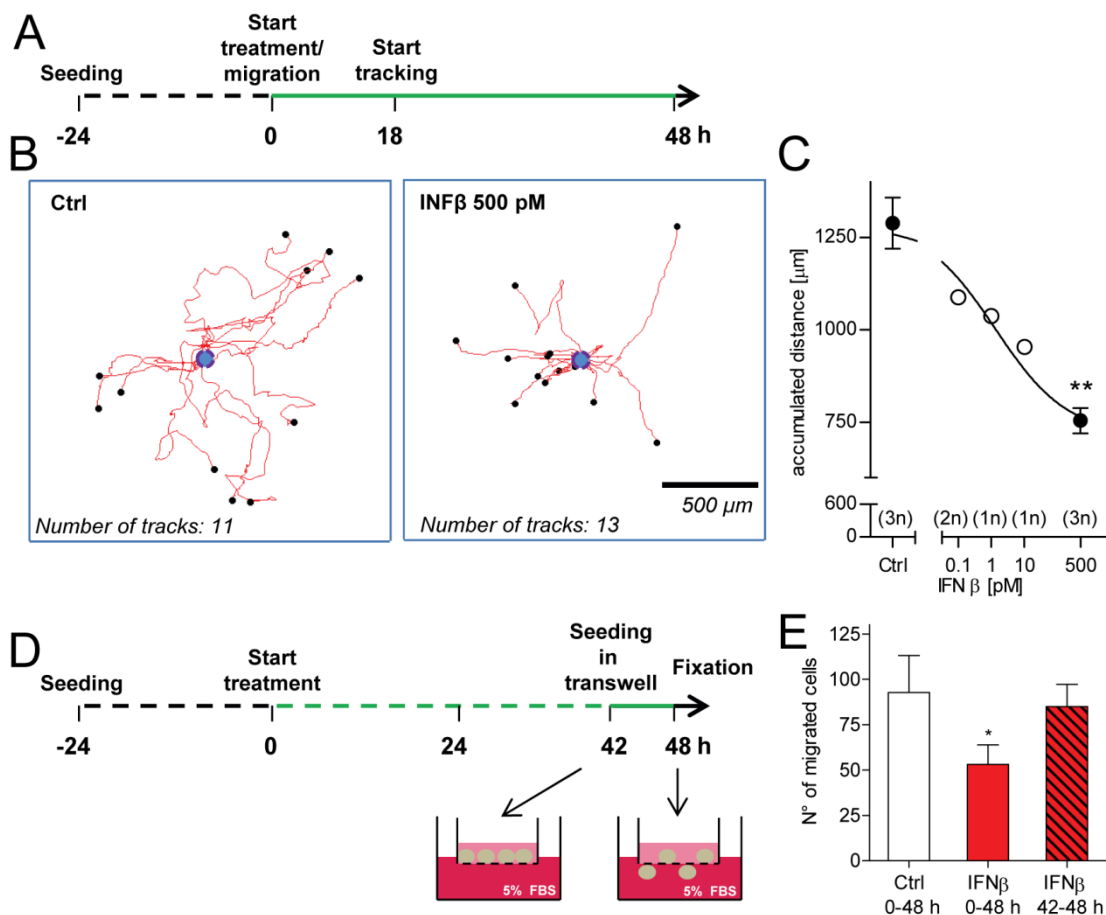 A
Seeding
Start
treatment/
migration
Start
tracking
-24
0
18
48 h
B
Ctrl
Number of tracks: 11
INFβ 500 pM
500 µm
Number of tracks: 13
C
accumulated distance [µm]
1250
1000
750
600
0
(3n)
(2n)
(1n)
(1n)
(3n)
**
Ctrl
0.1
1
10
500
IFN β [pM]
D
Seeding
Start
treatment
Seeding
in
transwell
Fixation
-24
0
24
42
48 h
5% FBS
5% FBS
E
N° of migrated cells
125
100
75
50
25
0
*
Ctrl
0-48 h
IFNβ
0-48 h
IFNβ
42-48 h